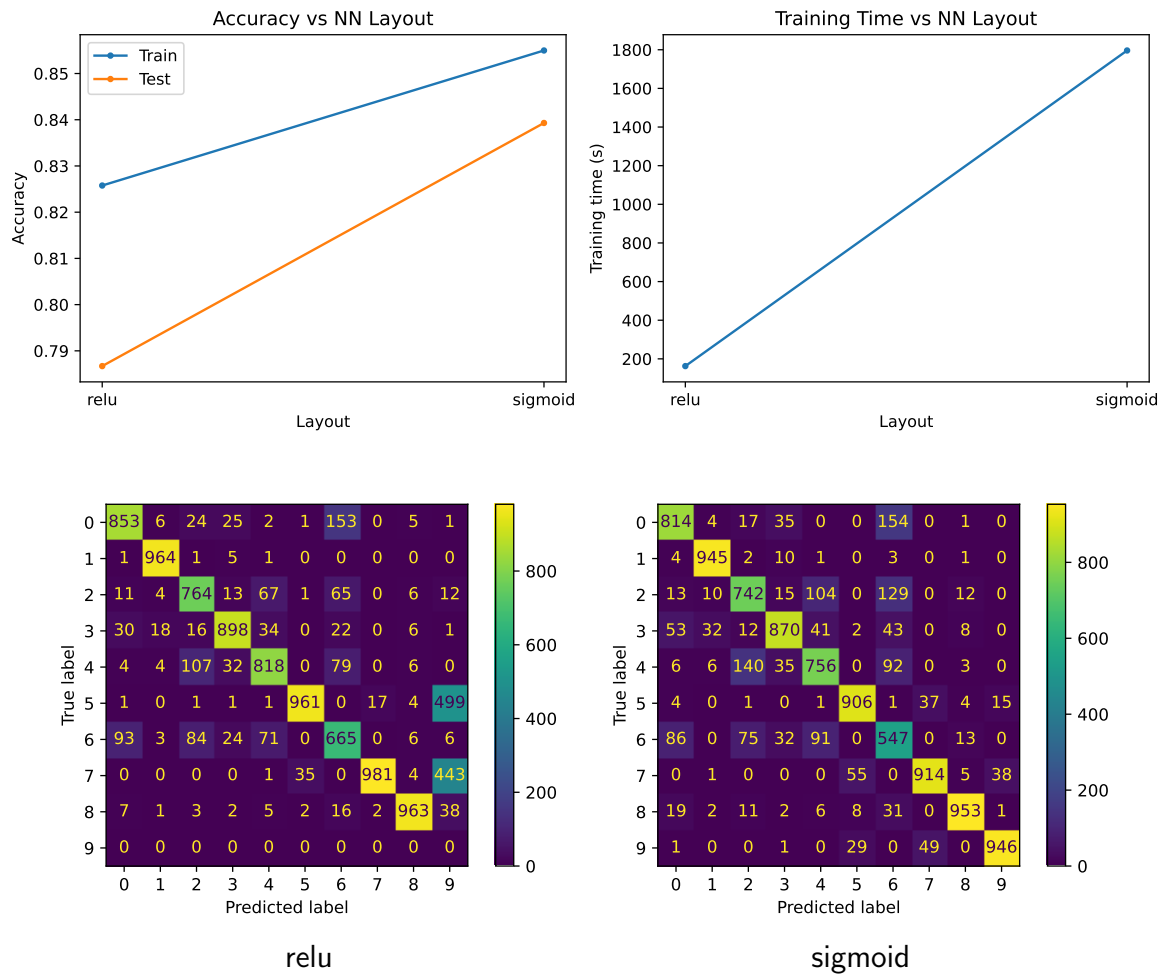 Accuracy vs NN Layout
Train
Test
0.85
0.84
0.83
0.82
0.81
0.80
0.79
Accuracy
relu
sigmoid
Layout
Training Time vs NN Layout
1800
1600
1400
1200
1000
800
600
400
200
Training time (s)
relu
sigmoid
Layout
0 853 6 24 25 2 1 153 0 5 1
1 1 964 1 5 1 0 0 0 0 0
2 11 4 764 13 67 1 65 0 6 12
3 30 18 16 898 34 0 22 0 6 1
4 4 4 107 32 818 0 79 0 6 0
5 1 0 1 1 1 961 0 17 4 499
6 93 3 84 24 71 0 665 0 6 6
7 0 0 0 0 1 35 0 981 4 443
8 7 1 3 2 5 2 16 2 963 38
9 0 0 0 0 0 0 0 0 0 0
0 1 2 3 4 5 6 7 8 9
True label
Predicted label
800
600
400
200
0
relu
0 814 4 17 35 0 0 154 0 1 0
1 4 945 2 10 1 0 3 0 1 0
2 13 10 742 15 104 0 129 0 12 0
3 53 32 12 870 41 2 43 0 8 0
4 6 6 140 35 756 0 92 0 3 0
5 4 0 1 0 1 906 1 37 4 15
6 86 0 75 32 91 0 547 0 13 0
7 0 1 0 0 0 55 0 914 5 38
8 19 2 11 2 6 8 31 0 953 1
9 1 0 0 1 0 29 0 49 0 946
0 1 2 3 4 5 6 7 8 9
True label
Predicted label
800
600
400
200
0
sigmoid